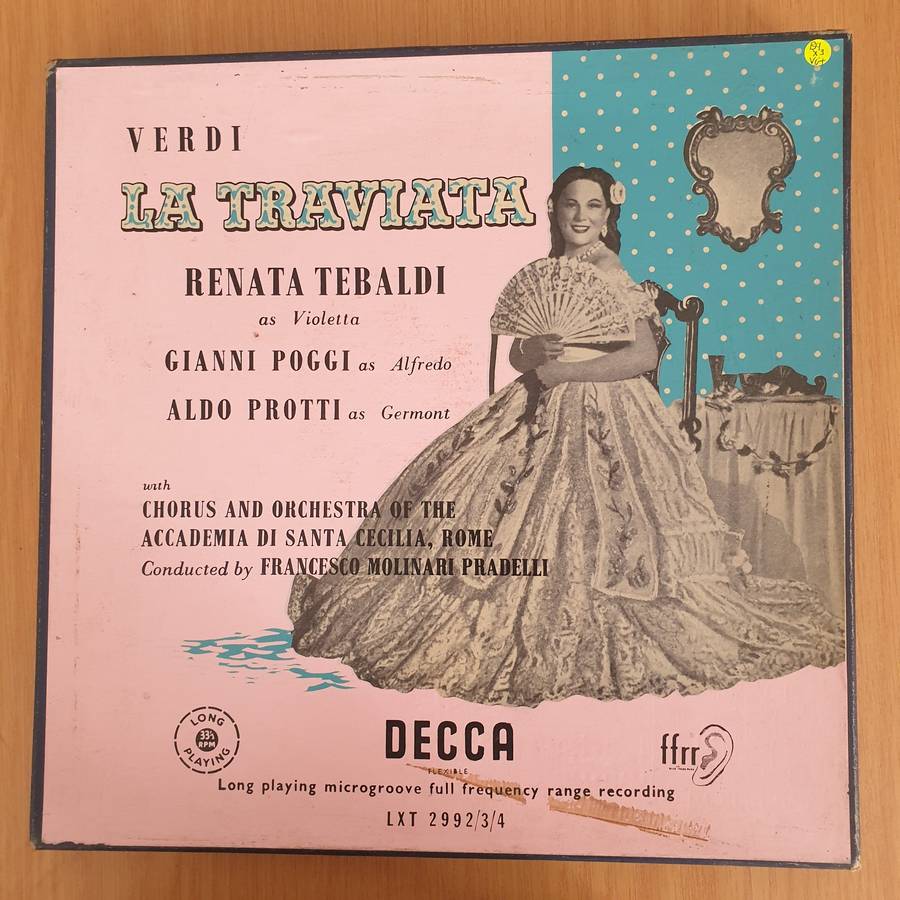 VERDI
LA TRAVIATA
RENATA TEBALDI
as Violetta
GIANNI POGGI as Alfredo
ALDO PROTTI as Germont
with
CHORUS AND ORCHESTRA OF THE
ACCADEMIA DI SANTA CECILIA, ROME
Conducted by FRANCESCO MOLINARI PRADELLI
LONG
33⅓
RPM
PLAYING
DECCA
ffrr
FLEXIBLE
Long playing microgroove full frequency range recording
LXT 2992/3/4